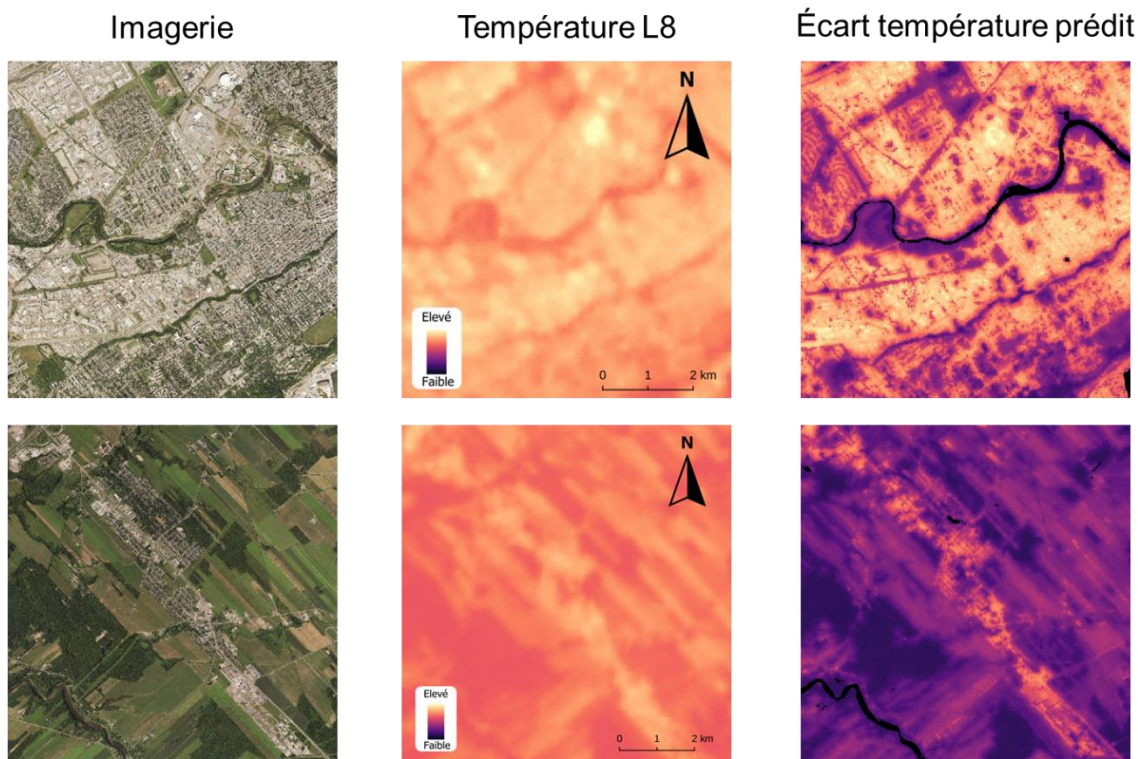 Imagerie
Température L8
Écart température prédit
N
Elevé
Faible
0 1 2 km
N
Elevé
Faible
0 1 2 km